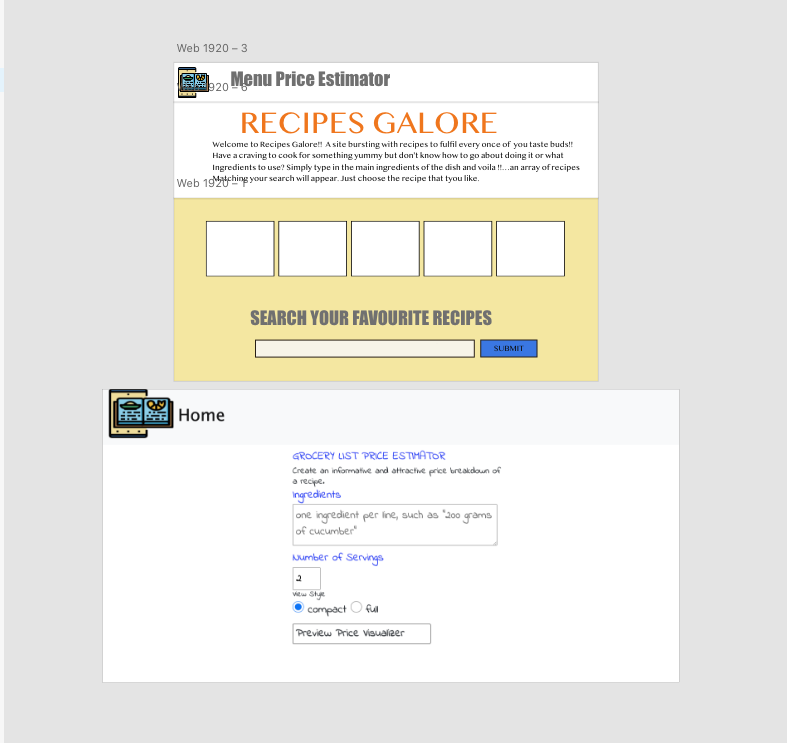 Web 1920 – 3
Menu Price Estimator
1920 – 6
RECIPES GALORE
Welcome to Recipes Galore!! A site bursting with recipes to fulfil every once of you taste buds!!
Have a craving to cook for something yummy but don't know how to go about doing it or what
Ingredients to use? Simply type in the main ingredients of the dish and voila !!...an array of recipes
Matching your search will appear. Just choose the recipe that tyou like.
Web 1920 – 1
SEARCH YOUR FAVOURITE RECIPES
SUBMIT
Home
GROCERY LIST PRICE ESTIMATOR
Create an informative and attractive price breakdown of
a recipe.
Ingredients
one ingredient per line, such as "200 grams
of cucumber"
Number of Servings
2
View Style
compact full
Preview Price Visualizer